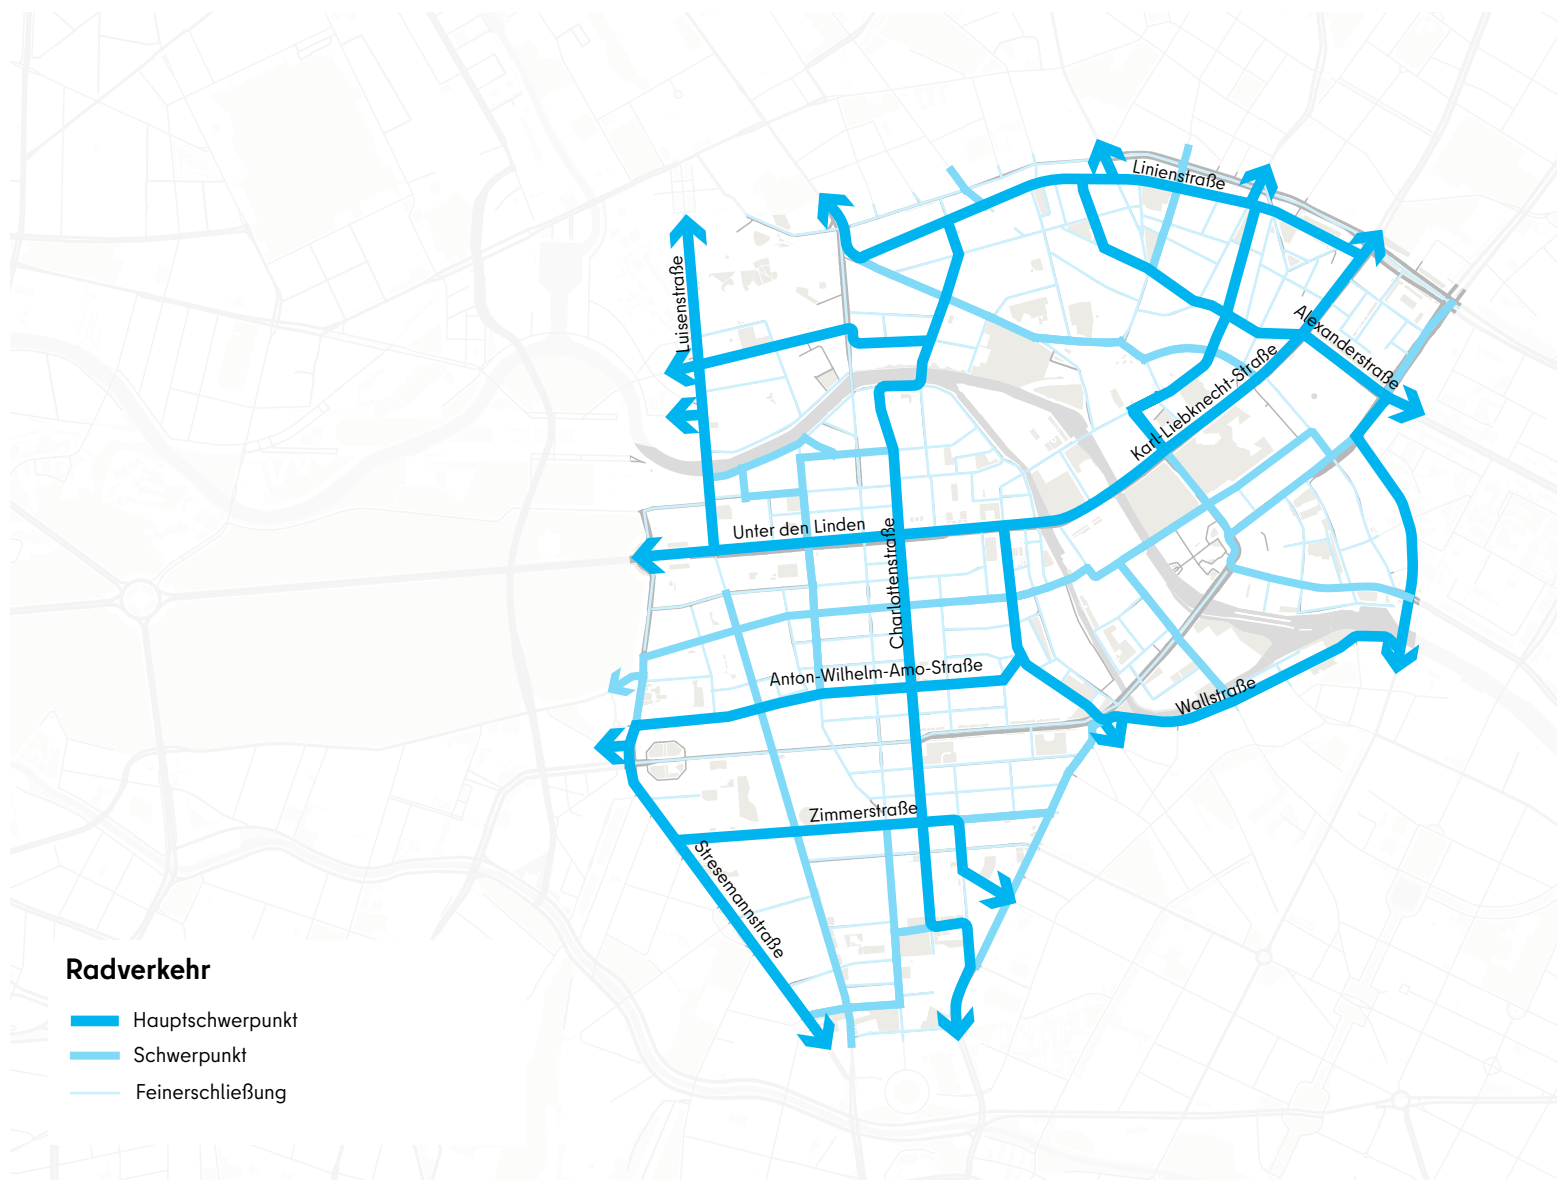 Linienstraße
Luisenstraße
Alexanderstraße
Karl-Liebknecht-Straße
Unter den Linden
Charlottenstraße
Anton-Wilhelm-Amo-Straße
Wallstraße
Zimmerstraße
Stresemannstraße
Radverkehr
Hauptschwerpunkt
Schwerpunkt
Feinerschließung